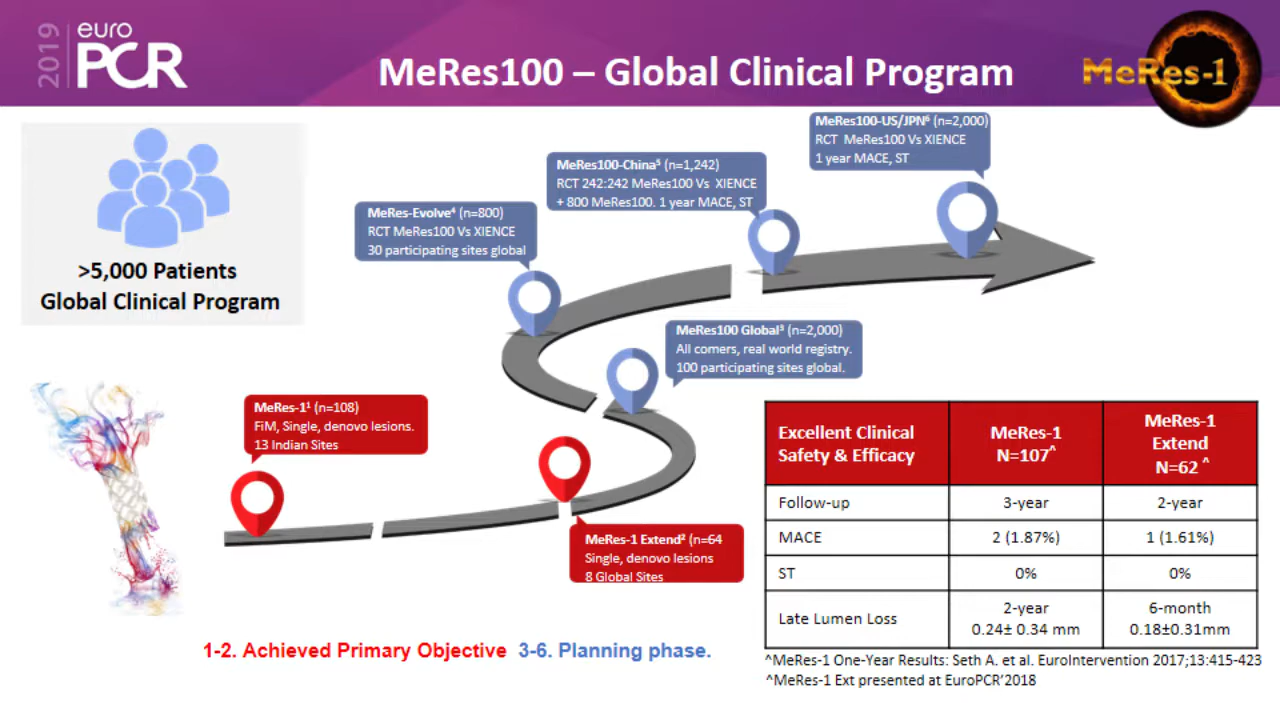 2019
euro
PCR
MeRes100 – Global Clinical Program
MeRes-1
>5,000 Patients
Global Clinical Program
MeRes-1¹ (n=108)
FiM, Single, denovo lesions.
13 Indian Sites
MeRes-1 Extend² (n=64
Single, denovo lesions
8 Global Sites
MeRes100 Global³ (n=2,000)
All comers, real world registry.
100 participating sites global.
MeRes-Evolve⁴ (n=800)
RCT MeRes100 Vs XIENCE
30 participating sites global
MeRes100-China⁵ (n=1,242)
RCT 242:242 MeRes100 Vs XIENCE
+ 800 MeRes100. 1 year MACE, ST
MeRes100-US/JPN⁶ (n=2,000)
RCT MeRes100 Vs XIENCE
1 year MACE, ST
Excellent Clinical
Safety & Efficacy
MeRes-1
N=107^
MeRes-1
Extend
N=62 ^
Follow-up
3-year
2-year
MACE
2 (1.87%)
1 (1.61%)
ST
0%
0%
Late Lumen Loss
2-year
0.24± 0.34 mm
6-month
0.18±0.31mm
1-2. Achieved Primary Objective 3-6. Planning phase.
^MeRes-1 One-Year Results: Seth A. et al. EuroIntervention 2017;13:415-423
^MeRes-1 Ext presented at EuroPCR’2018